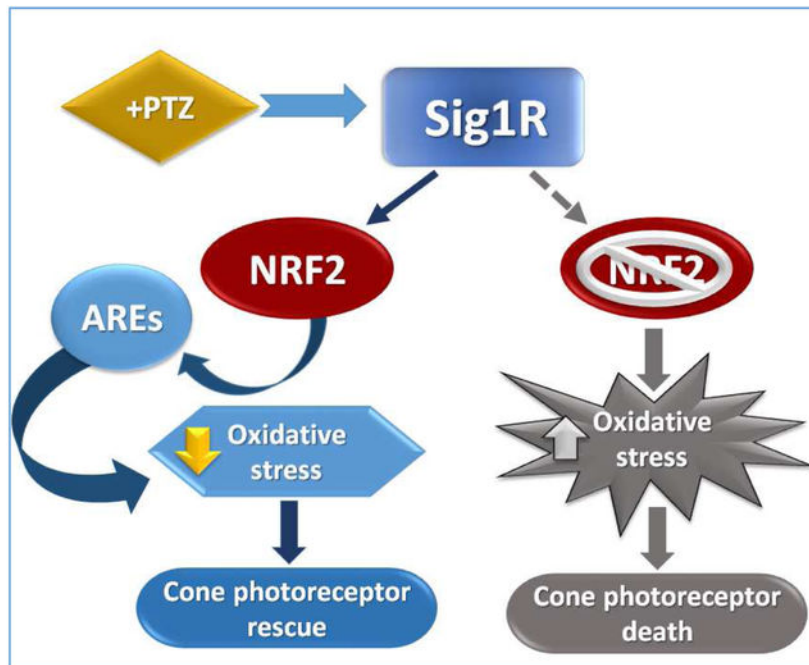 +PTZ
Sig1R
NRF2
NRF2
AREs
Oxidative
stress
Oxidative
stress
Cone photoreceptor
rescue
Cone photoreceptor
death